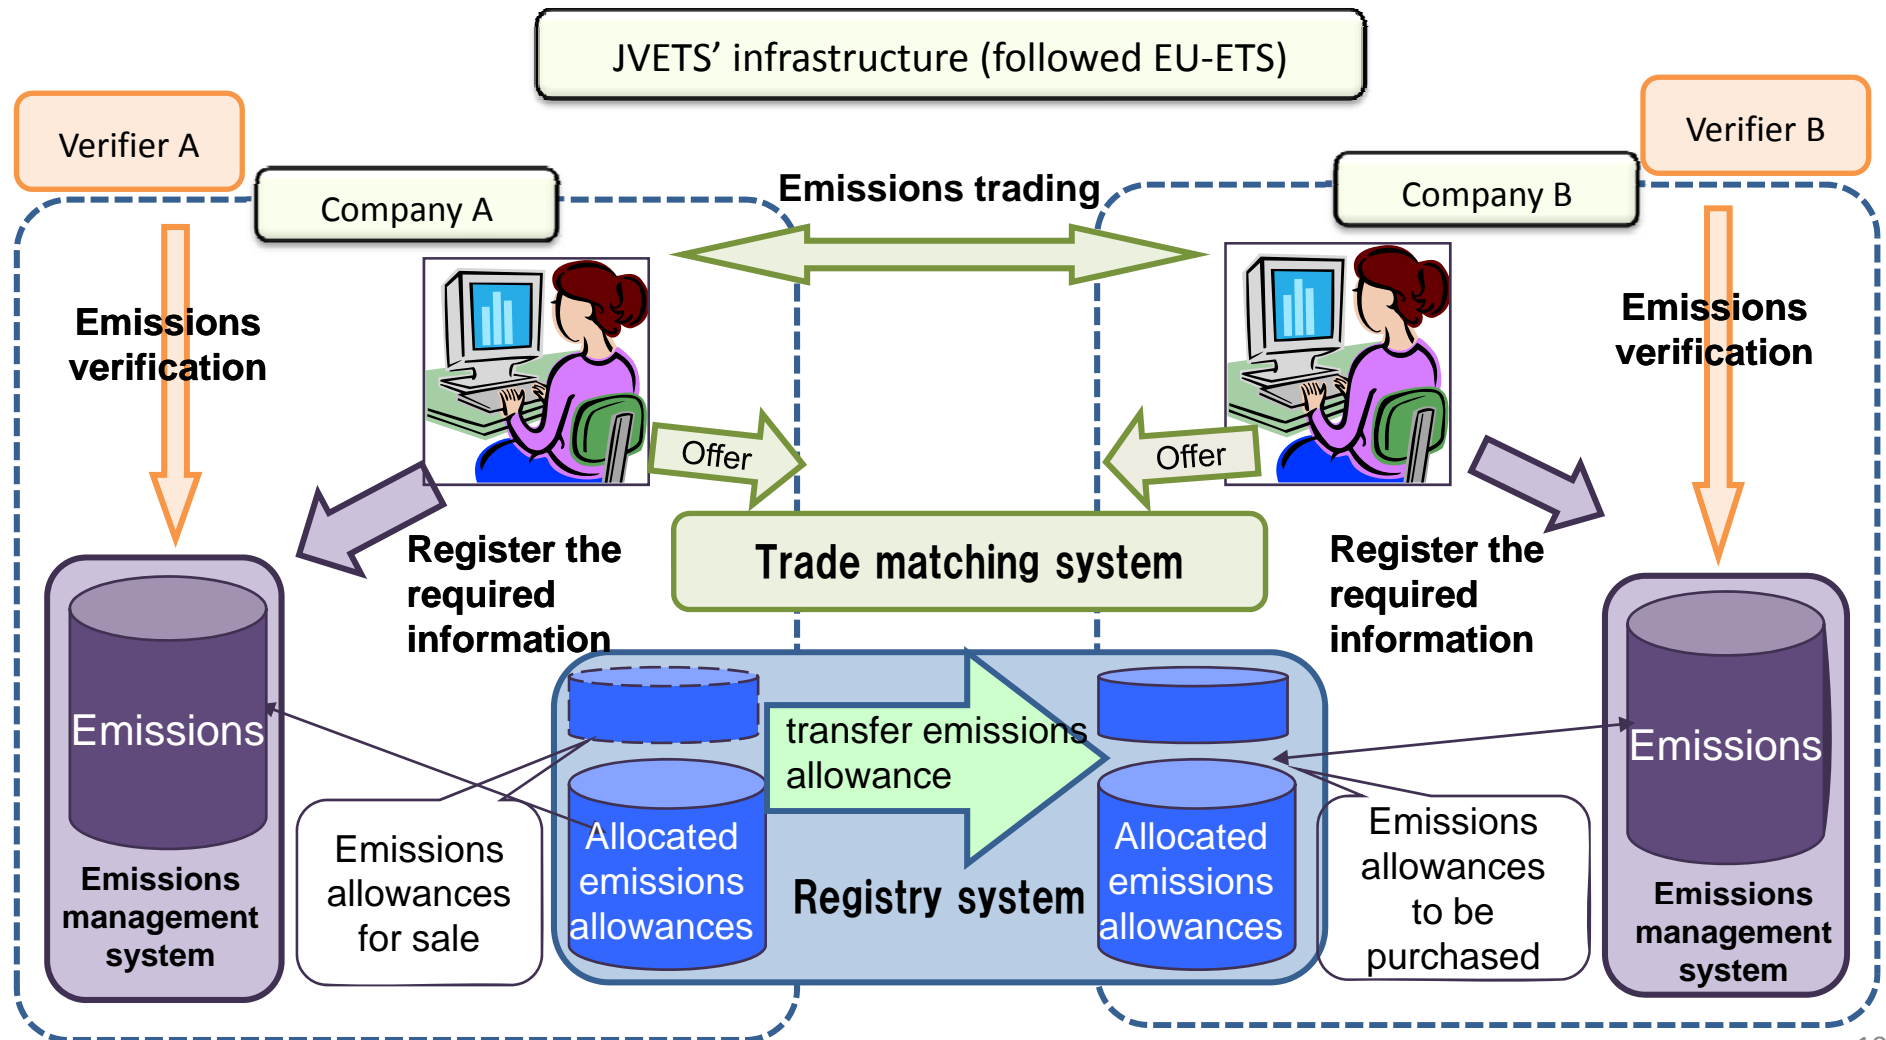 JVETS’ infrastructure (followed EU-ETS)
Verifier A
Verifier B
Company A
Emissions trading
Company B
Emissions
verification
Emissions
verification
Offer
Offer
Register the
required
information
Trade matching system
Register the
required
information
Emissions
transfer emissions
allowance
Emissions
Emissions
allowances
for sale
Allocated
emissions
allowances
Registry system
Allocated
emissions
allowances
Emissions
allowances
to be
purchased
Emissions
management
system
Emissions
management
system